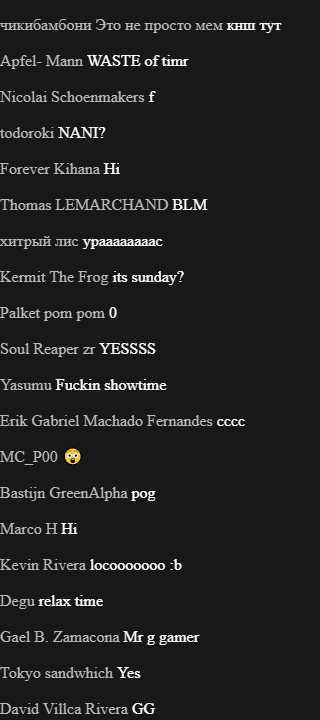 чикибамбони Это не просто мем кнш тут
Apfel- Mann WASTE of timr
Nicolai Schoenmakers f
todoroki NANI?
Forever Kihana Hi
Thomas LEMARCHAND BLM
хитрый лис ураааааааас
Kermit The Frog its sunday?
Palket pom pom 0
Soul Reaper zr YESSSS
Yasumu Fuckin showtime
Erik Gabriel Machado Fernandes cccc
MC_P00 😲
Bastijn GreenAlpha pog
Marco H Hi
Kevin Rivera locooooooo :b
Degu relax time
Gael B. Zamacona Mr g gamer
Tokyo sandwhich Yes
David Villca Rivera GG